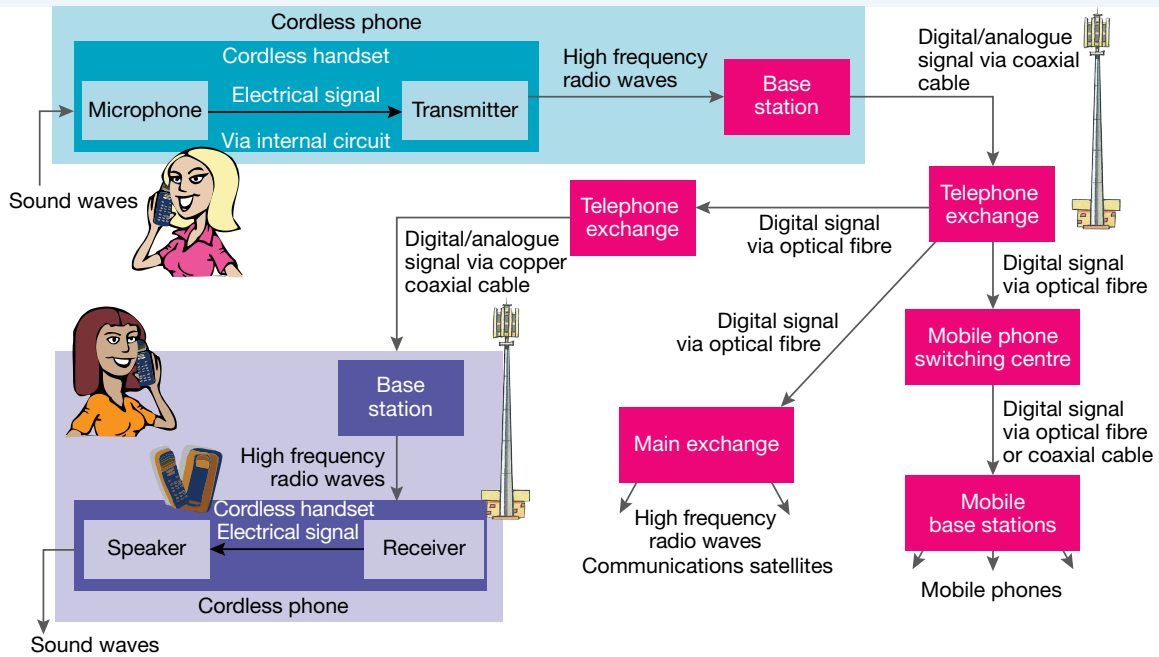 Cordless phone
Cordless handset
Microphone
Electrical signal
Via internal circuit
Transmitter
High frequency
radio waves
Base
station
Digital/analogue
signal via coaxial
cable
Sound waves
Telephone
exchange
Digital signal
via optical fibre
Telephone
exchange
Digital/analogue
signal via copper
coaxial cable
Digital signal
via optical fibre
Digital signal
via optical fibre
Mobile phone
switching centre
Digital signal
via optical fibre
or coaxial cable
Mobile
base stations
Mobile phones
Main exchange
High frequency
radio waves
Communications satellites
Base
station
High frequency
radio waves
Cordless handset
Electrical signal
Speaker
Receiver
Cordless phone
Sound waves